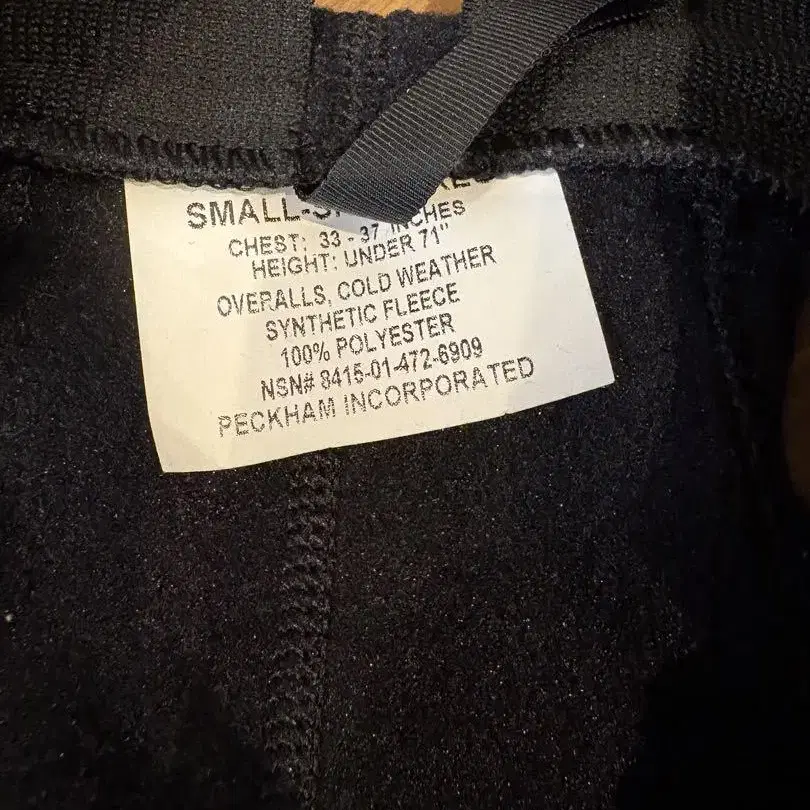 SMALL-
CHEST: 33 - 37 INCHES
HEIGHT: UNDER 71"
OVERALLS, COLD WEATHER
SYNTHETIC FLEECE
100% POLYESTER
NSN# 8415-01-472-6909
PECKHAM INCORPORATED